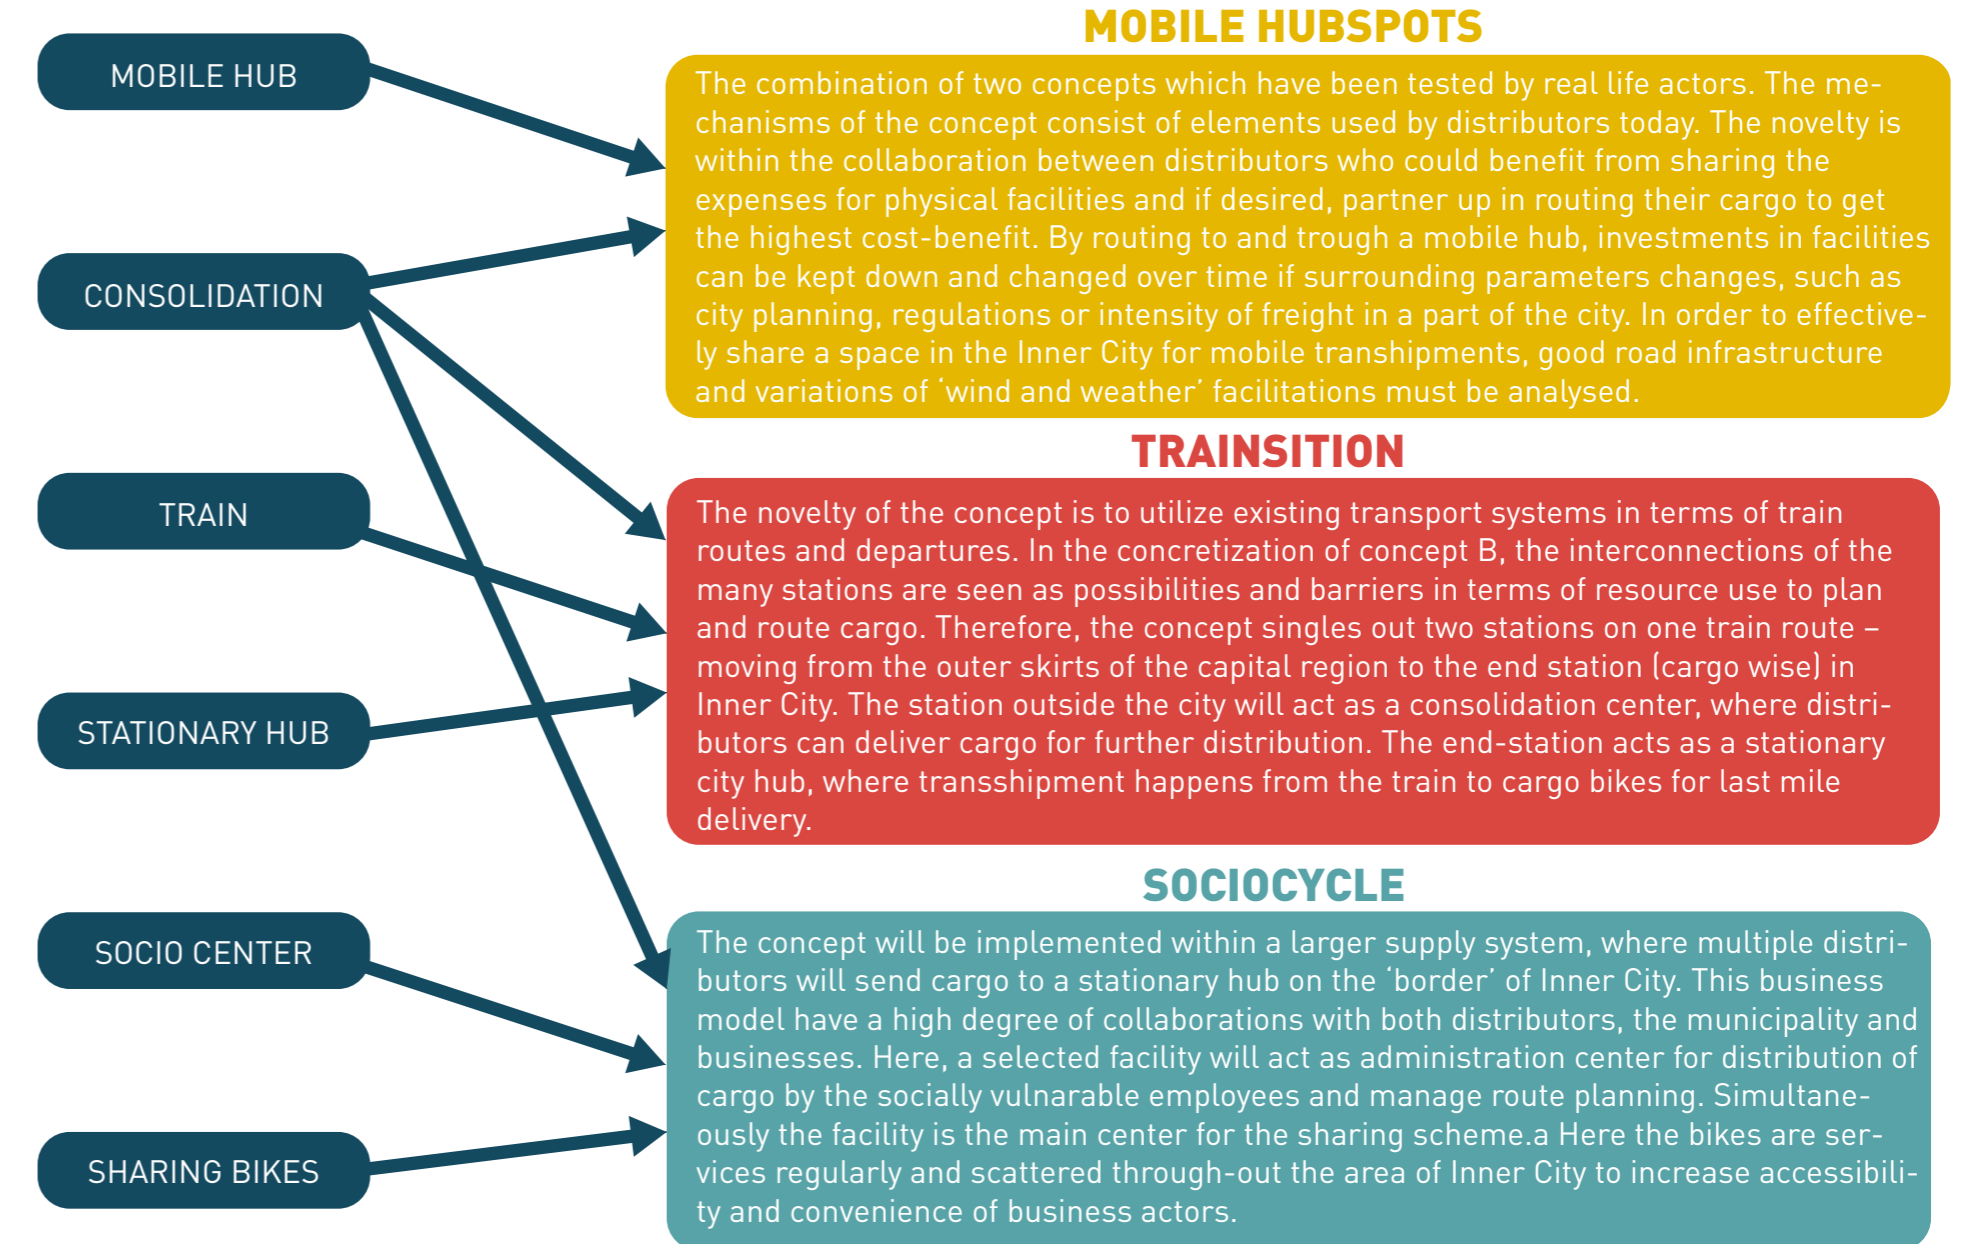 MOBILE HUB
CONSOLIDATION
TRAIN
STATIONARY HUB
SOCIO CENTER
SHARING BIKES
MOBILE HUBSPOTS
The combination of two concepts which have been tested by real life actors. The me-
chanisms of the concept consist of elements used by distributors today. The novelty is
within the collaboration between distributors who could benefit from sharing the
expenses for physical facilities and if desired, partner up in routing their cargo to get
the highest cost-benefit. By routing to and trough a mobile hub, investments in facilities
can be kept down and changed over time if surrounding parameters changes, such as
city planning, regulations or intensity of freight in a part of the city. In order to effective-
ly share a space in the Inner City for mobile transhipments, good road infrastructure
and variations of ‘wind and weather’ facilitations must be analysed.
TRAINSITION
The novelty of the concept is to utilize existing transport systems in terms of train
routes and departures. In the concretization of concept B, the interconnections of the
many stations are seen as possibilities and barriers in terms of resource use to plan
and route cargo. Therefore, the concept singles out two stations on one train route –
moving from the outer skirts of the capital region to the end station (cargo wise) in
Inner City. The station outside the city will act as a consolidation center, where distri-
butors can deliver cargo for further distribution. The end-station acts as a stationary
city hub, where transshipment happens from the train to cargo bikes for last mile
delivery.
SOCIOCYCLE
The concept will be implemented within a larger supply system, where multiple distri-
butors will send cargo to a stationary hub on the ‘border’ of Inner City. This business
model have a high degree of collaborations with both distributors, the municipality and
businesses. Here, a selected facility will act as administration center for distribution of
cargo by the socially vulnarable employees and manage route planning. Simultane-
ously the facility is the main center for the sharing scheme.a Here the bikes are ser-
vices regularly and scattered through-out the area of Inner City to increase accessibili-
ty and convenience of business actors.